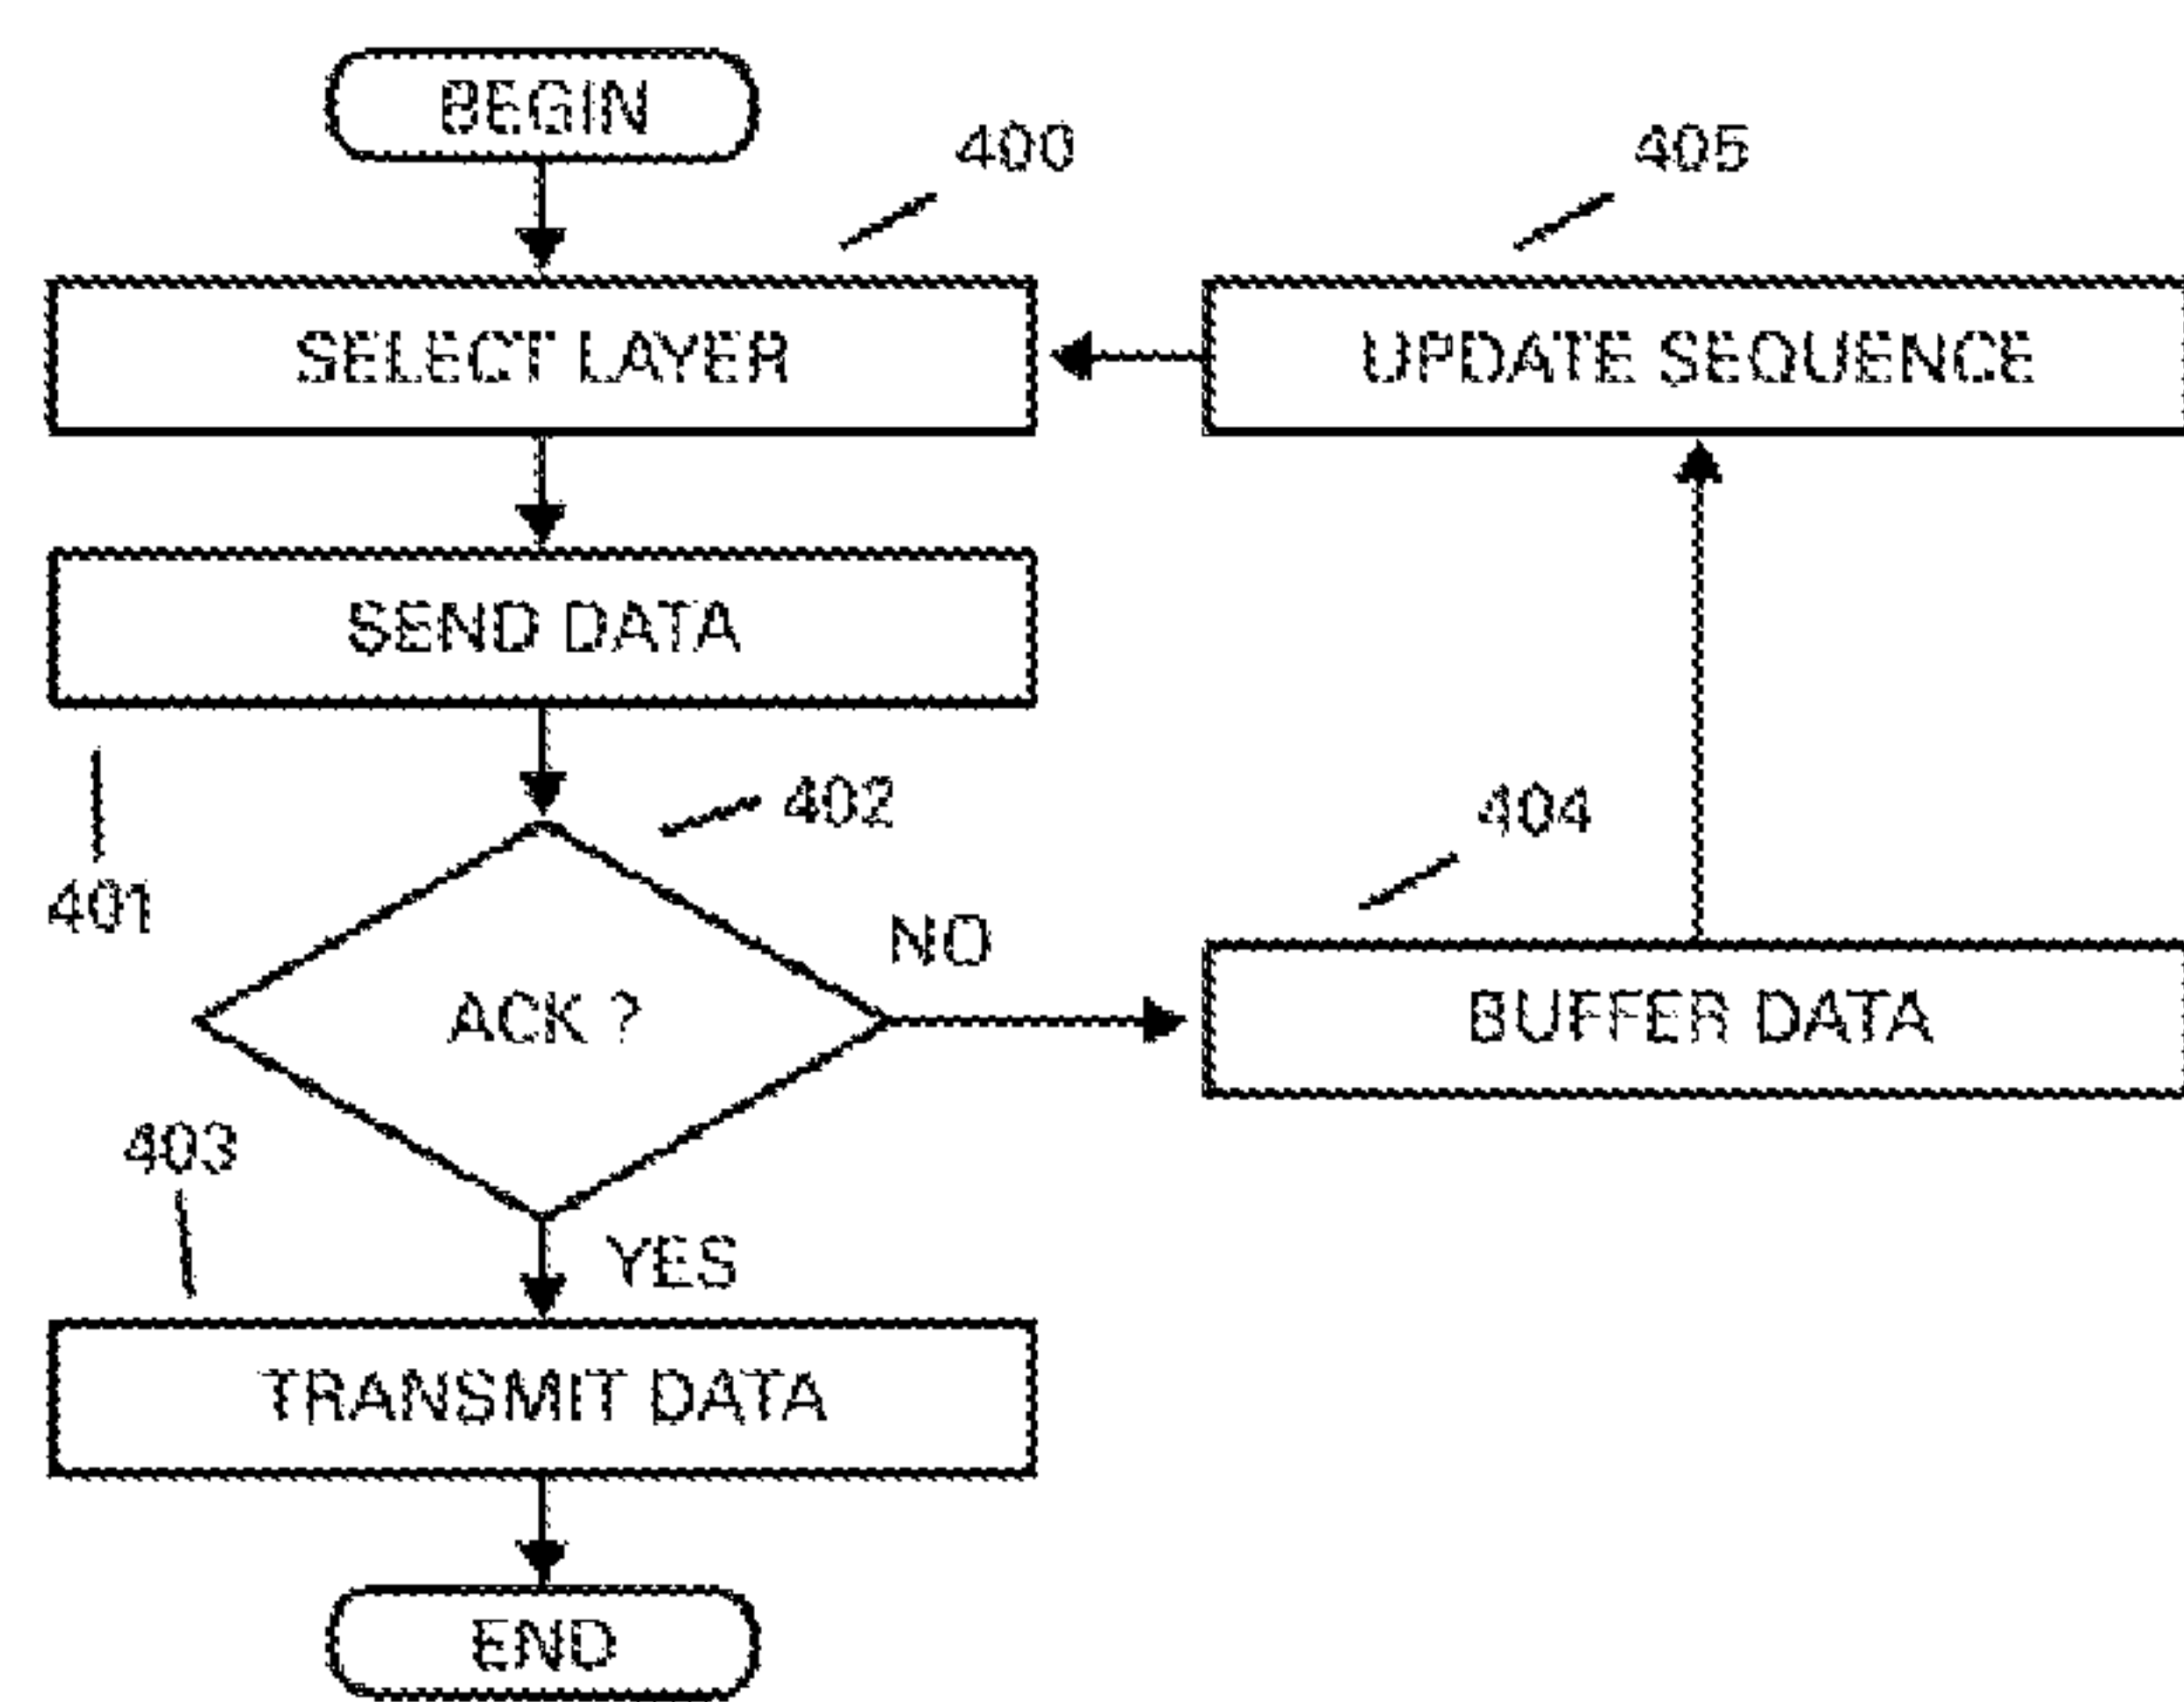 BEGIN
400
405
SELECT LAYER
UPDATE SEQUENCE
SEND DATA
402
404
401
NO
ACK ?
BUFFER DATA
403
YES
TRANSMIT DATA
END